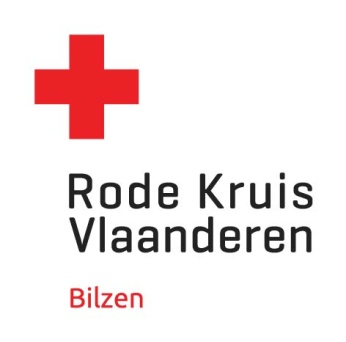 Rode Kruis
Vlaanderen
Bilzen